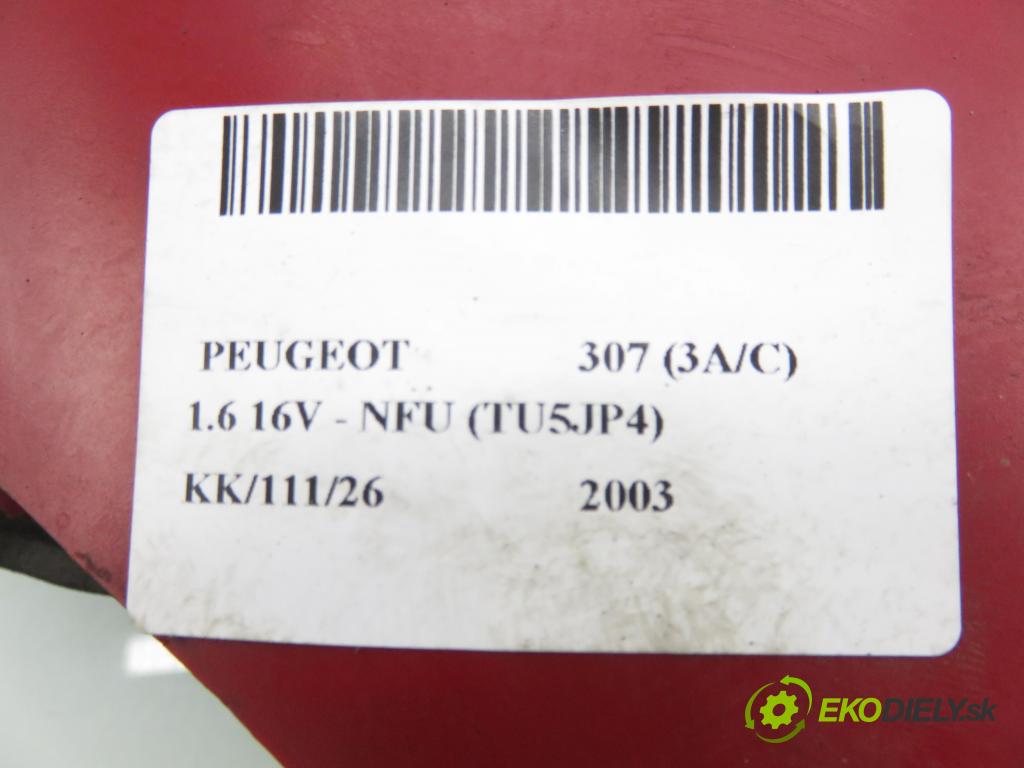 PEUGEOT 307 (3A/C)
1.6 16V - NFU (TU5JP4)
KK/111/26 2003
EKODIELY.sk